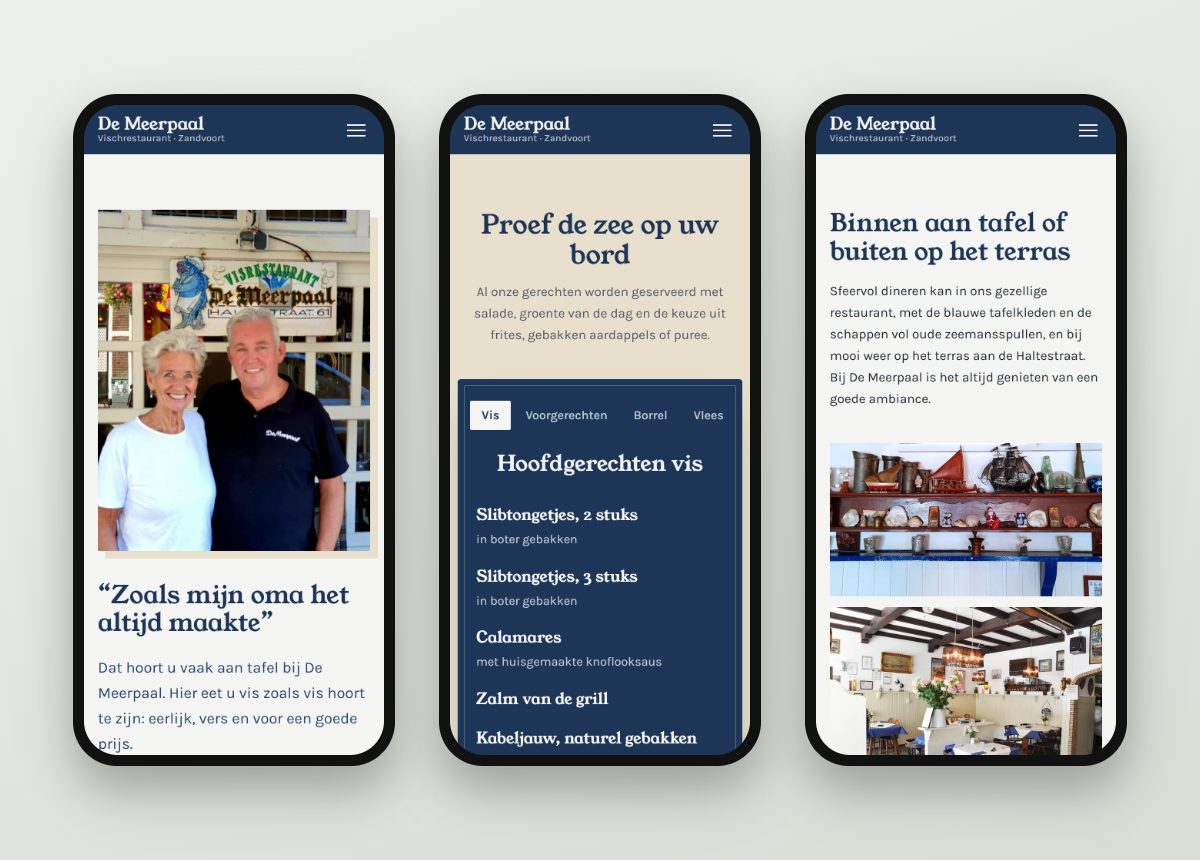 De Meerpaal
Vischrestaurant · Zandvoort
VISRESTAURANT
De Meerpaal
HALTESTRAAT 61
De Meerpaal
“Zoals mijn oma het
altijd maakte”
Dat hoort u vaak aan tafel bij De
Meerpaal. Hier eet u vis zoals vis hoort
te zijn: eerlijk, vers en voor een goede
prijs.
De Meerpaal
Vischrestaurant · Zandvoort
Proef de zee op uw
bord
Al onze gerechten worden geserveerd met
salade, groente van de dag en de keuze uit
frites, gebakken aardappels of puree.
Vis Voorgerechten Borrel Vlees
Hoofdgerechten vis
Slibtongetjes, 2 stuks
in boter gebakken
Slibtongetjes, 3 stuks
in boter gebakken
Calamares
met huisgemaakte knoflooksaus
Zalm van de grill
Kabeljauw, naturel gebakken
De Meerpaal
Vischrestaurant · Zandvoort
Binnen aan tafel of
buiten op het terras
Sfeervol dineren kan in ons gezellige
restaurant, met de blauwe tafelkleden en de
schappen vol oude zeemansspullen, en bij
mooi weer op het terras aan de Haltestraat.
Bij De Meerpaal is het altijd genieten van een
goede ambiance.